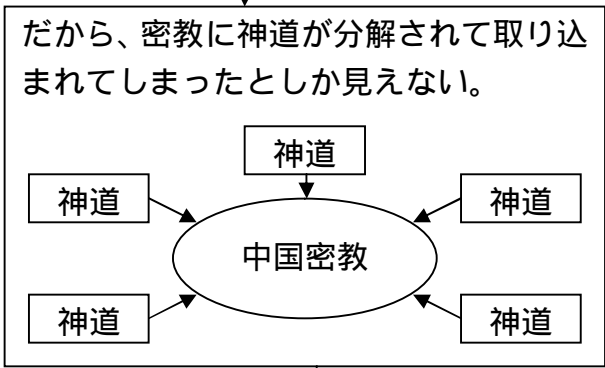 だから、密教に神道が分解されて取り込
まれてしまったとしか見えない。
神道
神道
神道
中国密教
神道
神道